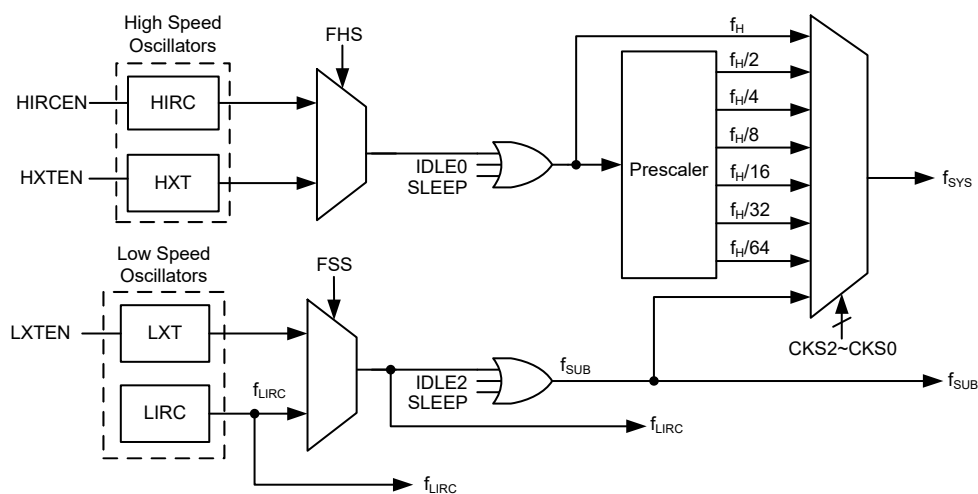 High Speed
Oscillators
FHS
HIRCEN
HIRC
HXTEN
HXT
IDLE0
SLEEP
Prescaler
fH
fH/2
fH/4
fH/8
fH/16
fH/32
fH/64
fSYS
CKS2~CKS0
Low Speed
Oscillators
FSS
LXTEN
LXT
LIRC
fLIRC
IDLE2
SLEEP
fSUB
fSUB
fLIRC
fLIRC